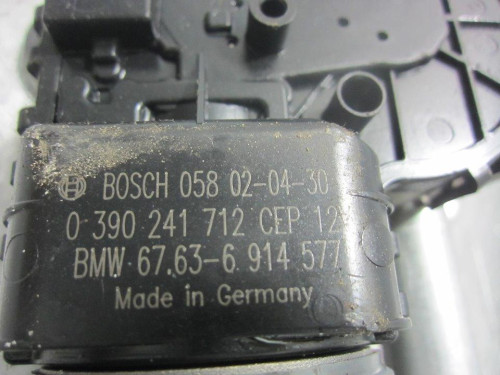 BOSCH 058 02-04-30
0 390 241 712 CEP 12V
BMW 67.63-6 914 577
Made in Germany